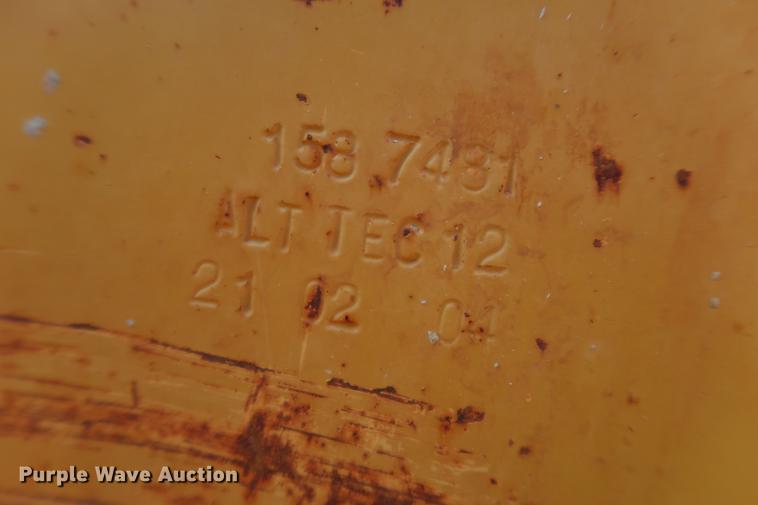 158 7481
ALT TEC 12
21 02 04
Purple Wave Auction